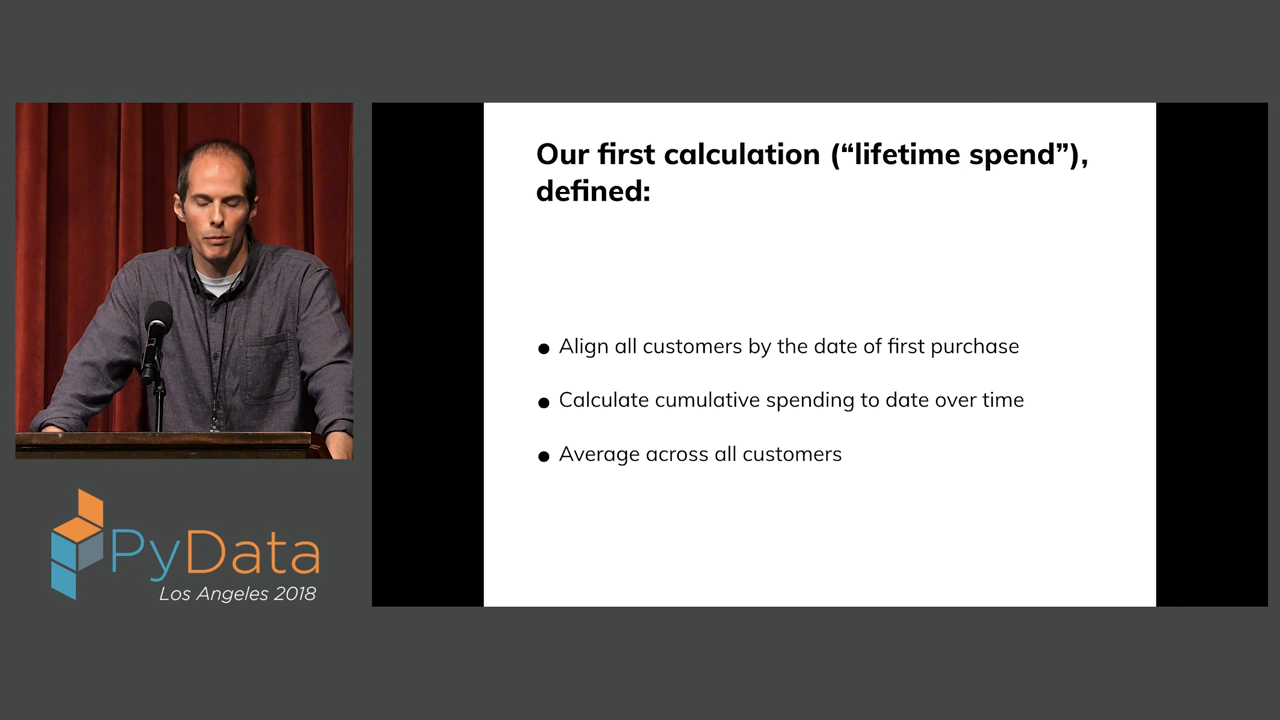 Our first calculation (“lifetime spend”),
defined:
● Align all customers by the date of first purchase
● Calculate cumulative spending to date over time
● Average across all customers
PyData
Los Angeles 2018